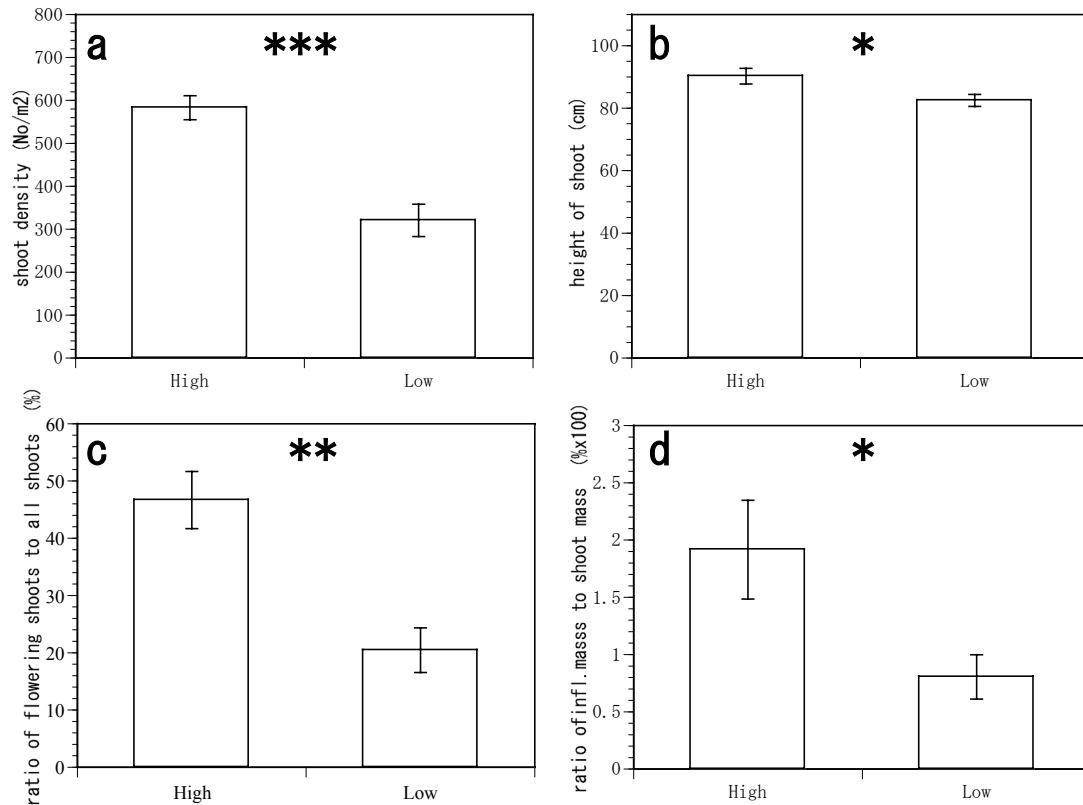 a
***
shoot density (No/m2)
800
700
600
500
400
300
200
100
0
High
Low
b
*
height of shoot (cm)
100
80
60
40
20
0
High
Low
c
**
ratio of flowering shoots to all shoots (%)
60
50
40
30
20
10
0
High
Low
d
*
ratio ofinfl.masss to shoot mass (%x100)
3
2.5
2
1.5
1
0.5
0
High
Low